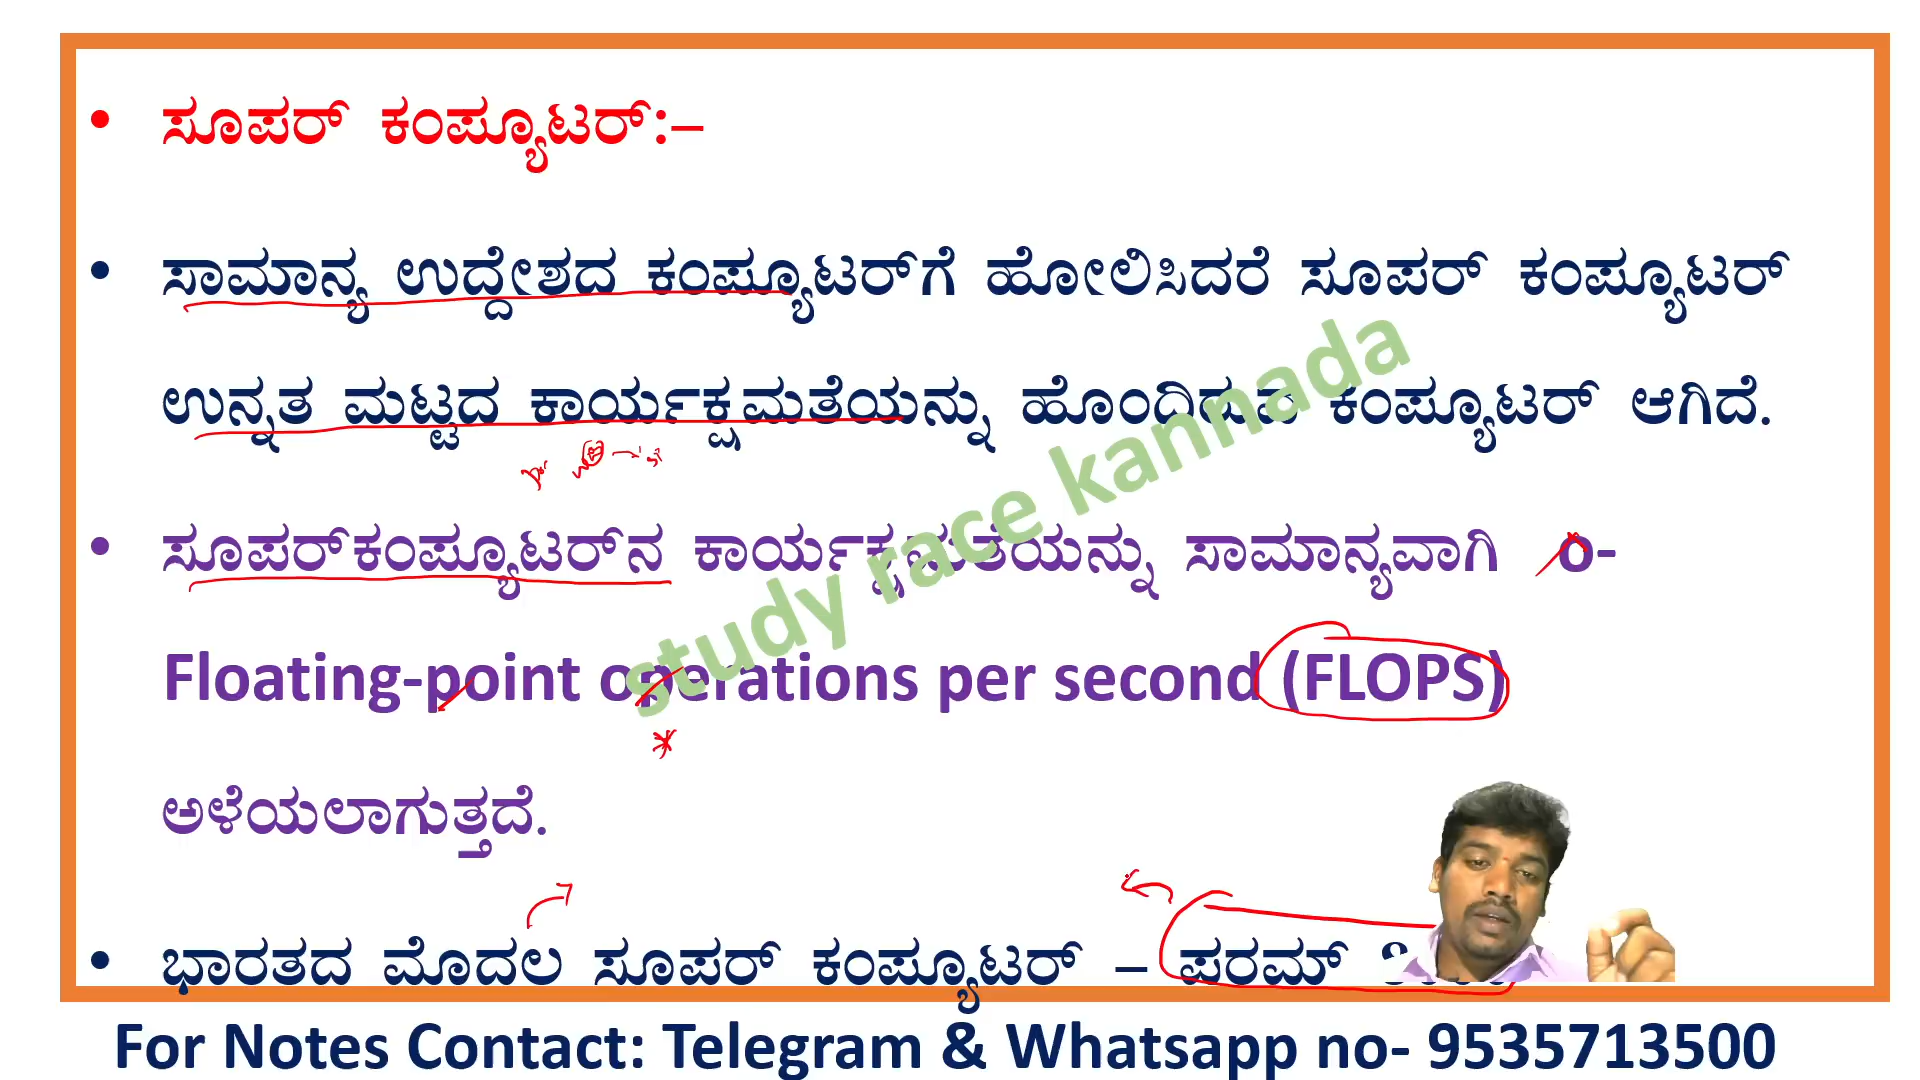 • ಸೂಪರ್ ಕಂಪ್ಯೂಟರ್:–
• ಸಾಮಾನ್ಯ ಉದ್ದೇಶದ ಕಂಪ್ಯೂಟರ್‌ಗೆ ಹೋಲಿಸಿದರೆ ಸೂಪರ್ ಕಂಪ್ಯೂಟರ್
ಉನ್ನತ ಮಟ್ಟದ ಕಾರ್ಯಕ್ಷಮತೆಯನ್ನು ಹೊಂದಿರುವ ಕಂಪ್ಯೂಟರ್ ಆಗಿದೆ.
• ಸೂಪರ್‌ಕಂಪ್ಯೂಟರ್‌ನ ಕಾರ್ಯಕ್ಷಮತೆಯನ್ನು ಸಾಮಾನ್ಯವಾಗಿ
Floating-point operations per second (FLOPS)
ಅಳೆಯಲಾಗುತ್ತದೆ.
• ಭಾರತದ ಮೊದಲ ಸೂಪರ್ ಕಂಪ್ಯೂಟರ್ – ಪರಮ್
study race kannada
For Notes Contact: Telegram & Whatsapp no- 9535713500